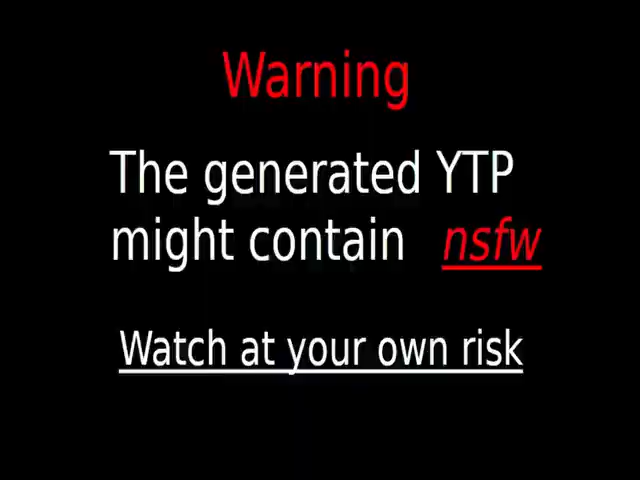 Warning
The generated YTP
might contain nsfw
Watch at your own risk